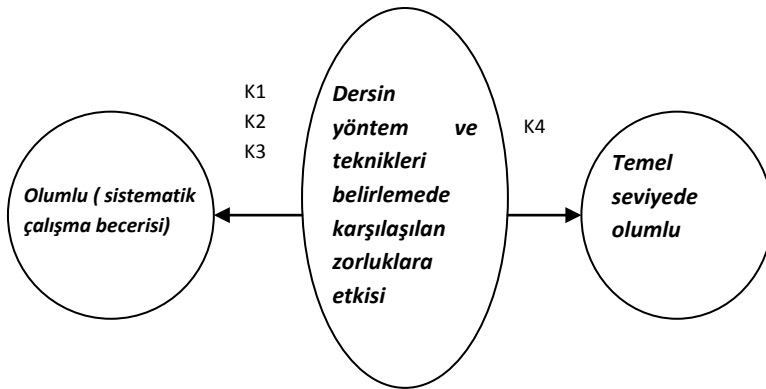 K1
K2
K3
Olumlu ( sistematik
çalışma becerisi)
Dersin
yöntem ve
teknikleri
belirlemede
karşılaşılan
zorluklara
etkisi
K4
Temel
seviyede
olumlu